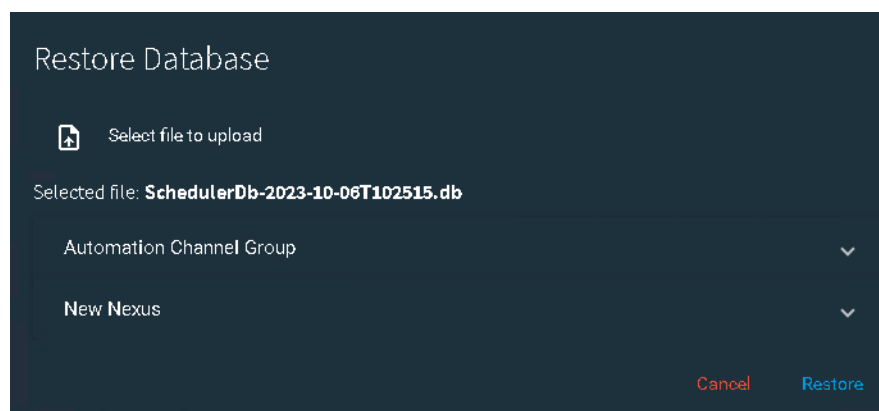 Restore Database
Select file to upload
Selected file: SchedulerDb-2023-10-06T102515.db
Automation Channel Group
New Nexus
Cancel Restore